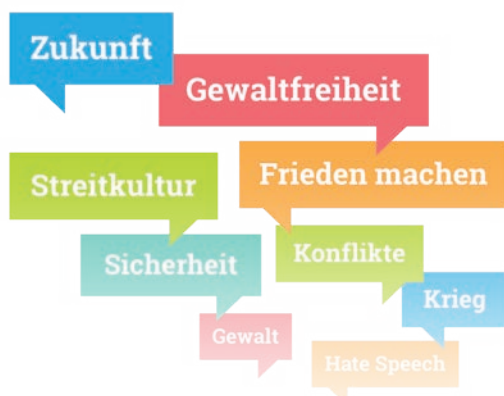 Zukunft
Gewaltfreiheit
Frieden machen
Streitkultur
Konflikte
Sicherheit
Krieg
Gewalt
Hate Speech